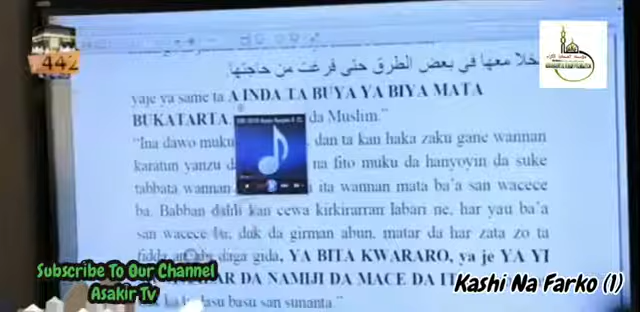 442
فخلا معها في بعض الطرق حتى فرغت من حاجتها
yaje ya same ta A INDA TA BUYA YA BIYA MATA
BUKATARTA. da Muslim."
"Ina dawo muku dan ta kan haka zaku gane wannan
karatun yanzu na fito muku da hanyoyin da suke
tabbata wannan ita wannan mata ba'a san wacece
ba. Babban dalili kan cewa kirkirarran labari ne, har yau ba'a
san wacece ba, duk da girman abun, matar da har zata zo ta
fidda daga gida, YA BITA KWARARO, ya je YA YI
DA NAMIJI DA MACE DA
basu san sunanta."
Subscribe To Our Channel
Asakir Tv
Kashi Na Farko (1)